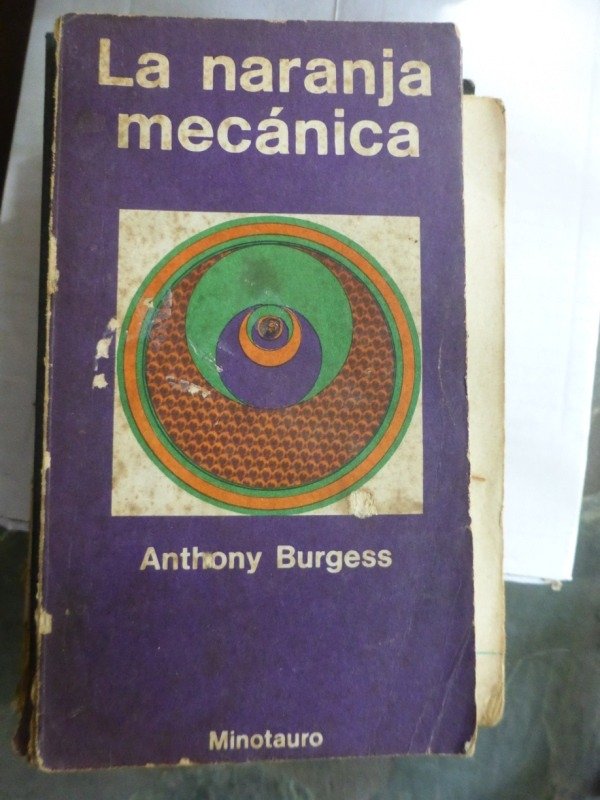 La naranja
mecánica
Anthony Burgess
Minotauro